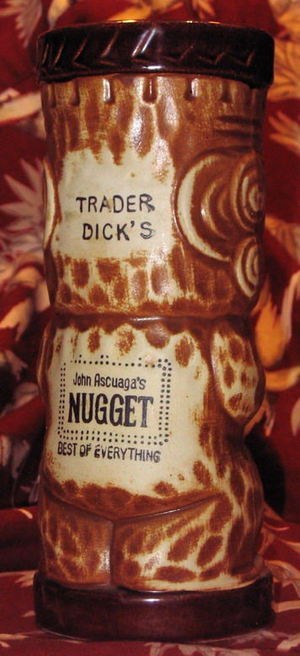 TRADER
DICK'S
John Ascuaga's
NUGGET
BEST OF EVERYTHING